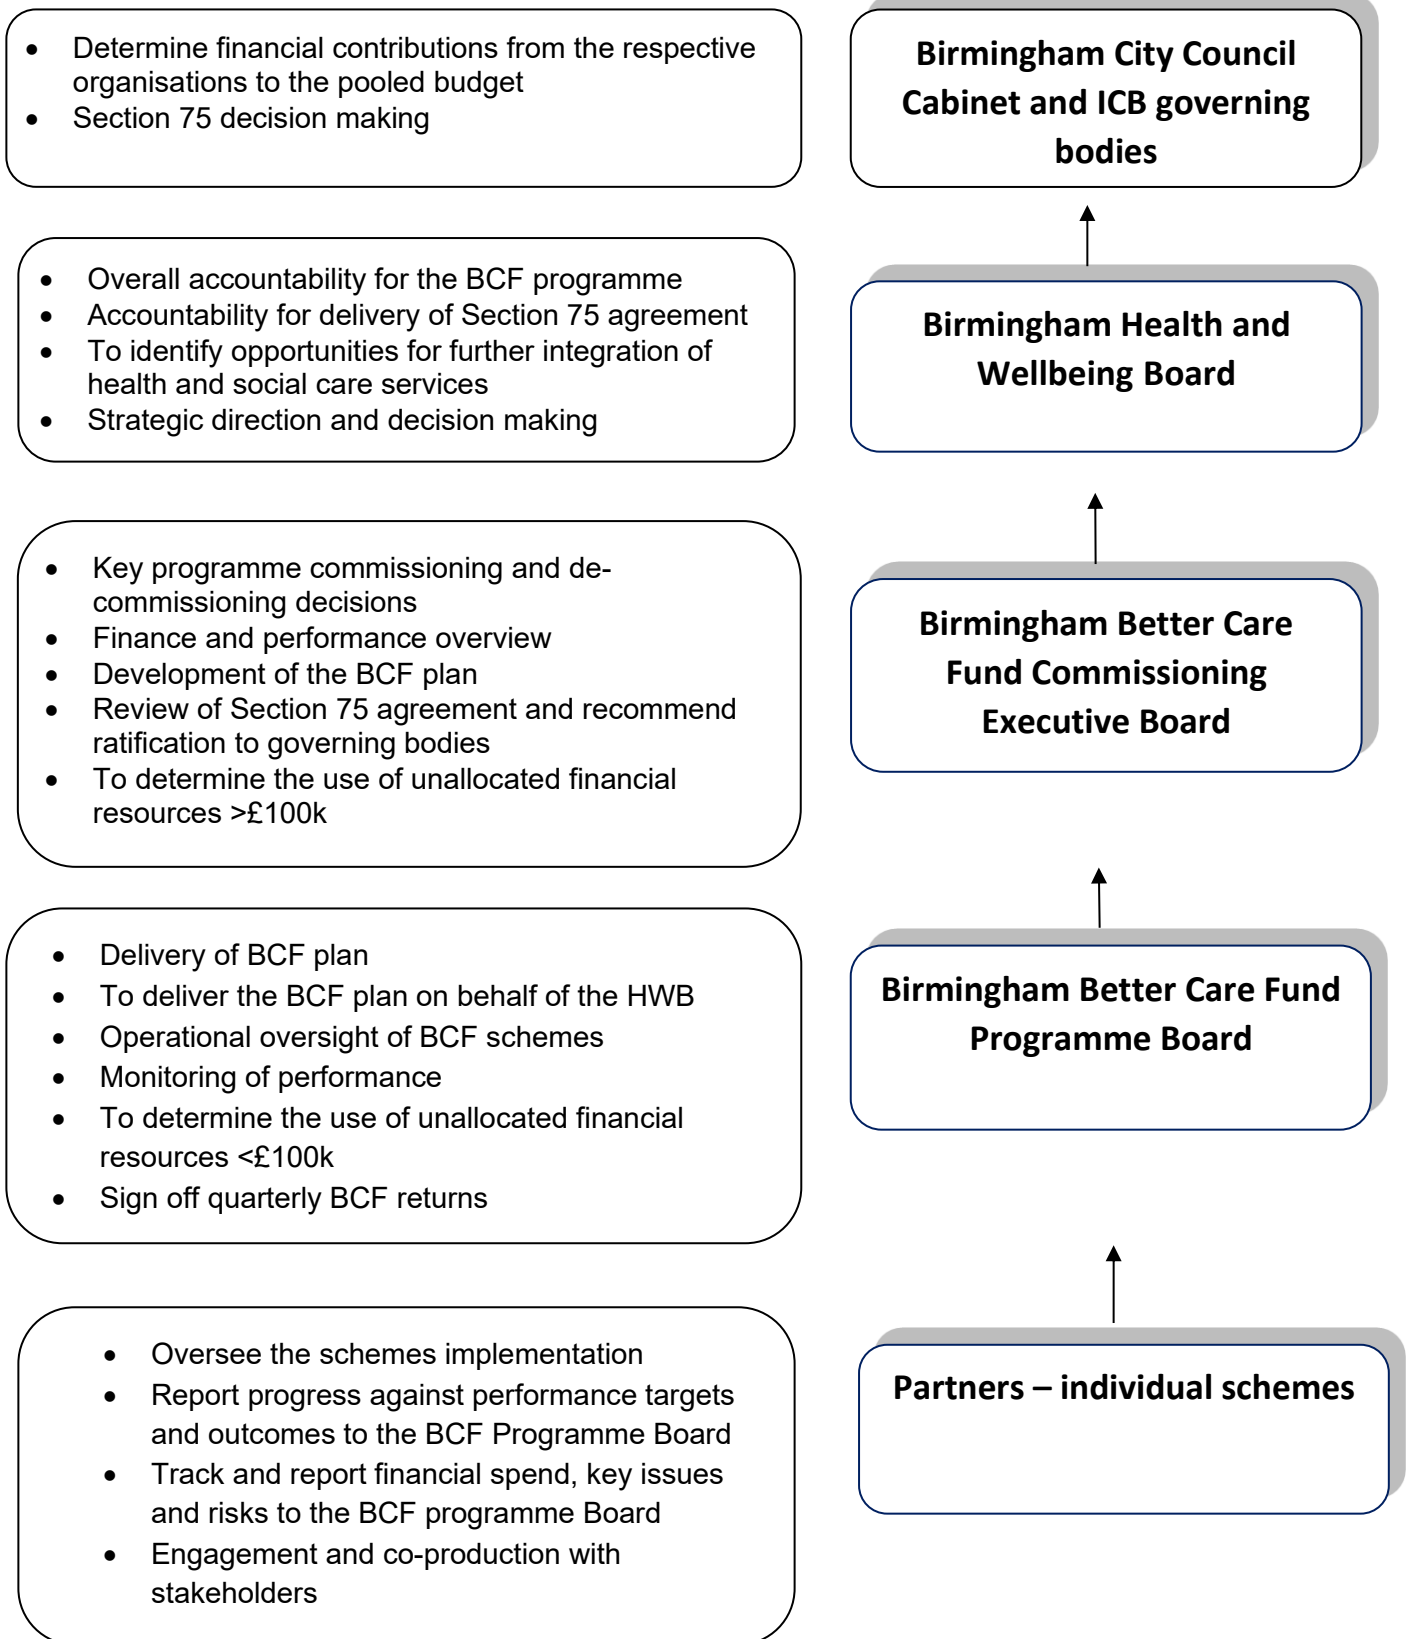 • Determine financial contributions from the respective
organisations to the pooled budget
• Section 75 decision making
Birmingham City Council
Cabinet and ICB governing
bodies
• Overall accountability for the BCF programme
• Accountability for delivery of Section 75 agreement
• To identify opportunities for further integration of
health and social care services
• Strategic direction and decision making
Birmingham Health and
Wellbeing Board
• Key programme commissioning and de-
commissioning decisions
• Finance and performance overview
• Development of the BCF plan
• Review of Section 75 agreement and recommend
ratification to governing bodies
• To determine the use of unallocated financial
resources >£100k
Birmingham Better Care
Fund Commissioning
Executive Board
• Delivery of BCF plan
• To deliver the BCF plan on behalf of the HWB
• Operational oversight of BCF schemes
• Monitoring of performance
• To determine the use of unallocated financial
resources <£100k
• Sign off quarterly BCF returns
Birmingham Better Care Fund
Programme Board
• Oversee the schemes implementation
• Report progress against performance targets
and outcomes to the BCF Programme Board
• Track and report financial spend, key issues
and risks to the BCF programme Board
• Engagement and co-production with
stakeholders
Partners – individual schemes